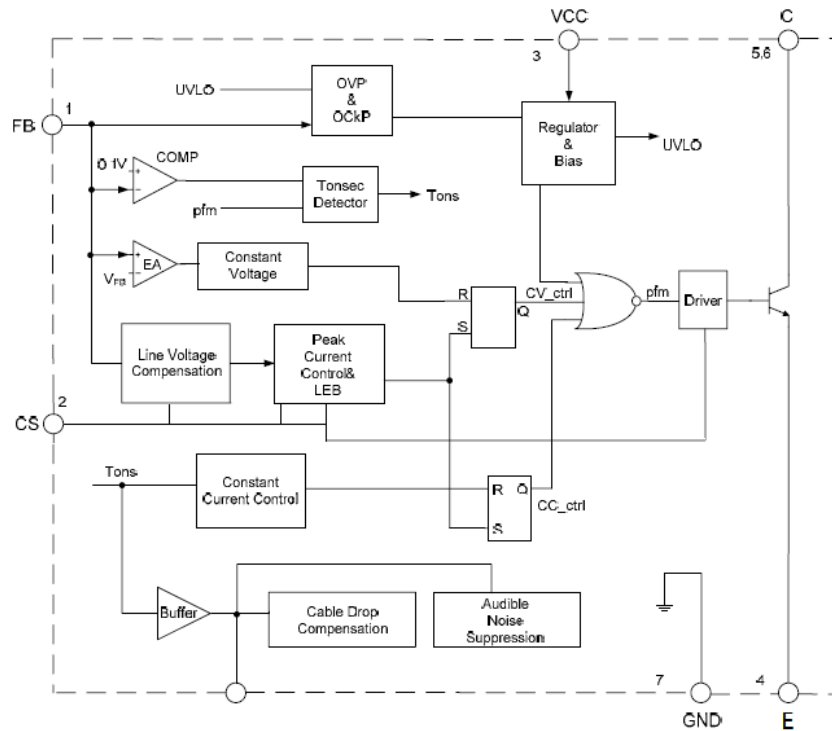 VCC
C
3
5,6
UVLO
OVP
&
OCkP
1
FB
Regulator
&
Bias
UVLO
0.1V
+
-
COMP
Tonsec
Detector
Tons
pfm
+
-
EA
VFB
Constant
Voltage
R
S
Q
CV_ctrl
pfm
Driver
Line Voltage
Compensation
Peak
Current
Control&
LEB
2
CS
Tons
Constant
Current Control
R
Q
S
CC_ctrl
Buffer
Cable Drop
Compensation
Audible
Noise
Suppression
7
4
GND
E